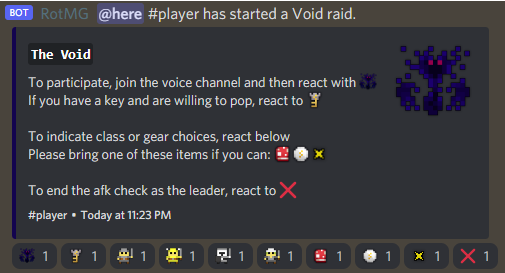 BOT RotMG @here #player has started a Void raid.
The Void
To participate, join the voice channel and then react with
If you have a key and are willing to pop, react to
To indicate class or gear choices, react below
Please bring one of these items if you can:
To end the afk check as the leader, react to
#player • Today at 11:23 PM
1 1 1 1 1 1 1 1 1 1